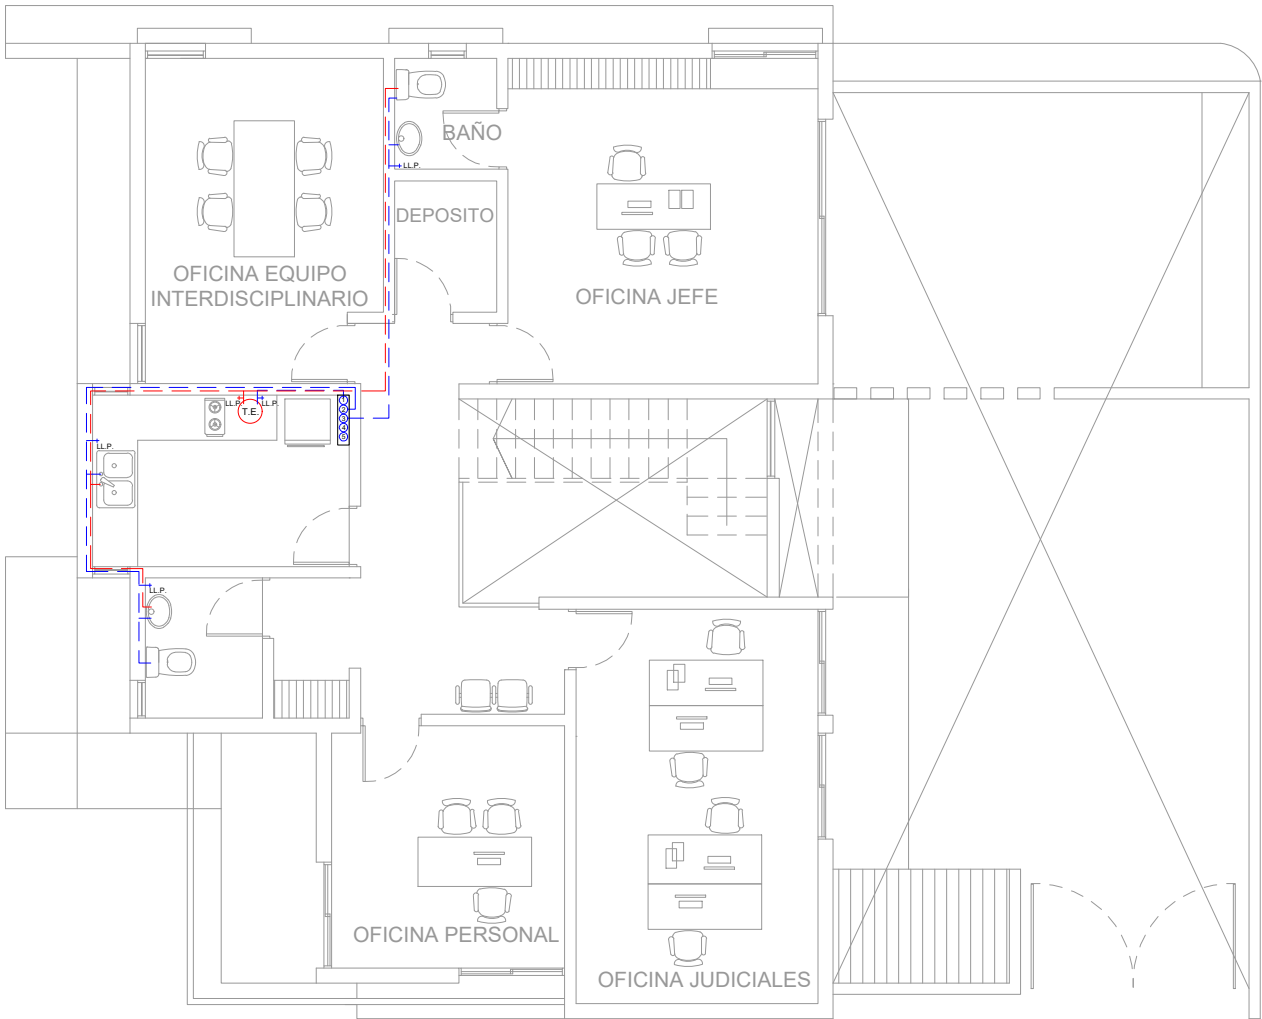 BAÑO
LL.P.
DEPOSITO
OFICINA EQUIPO
INTERDISCIPLINARIO
OFICINA JEFE
LL.P.
LL.P.
T.E.
1
2
3
4
5
LL.P.
LL.P.
OFICINA PERSONAL
OFICINA JUDICIALES